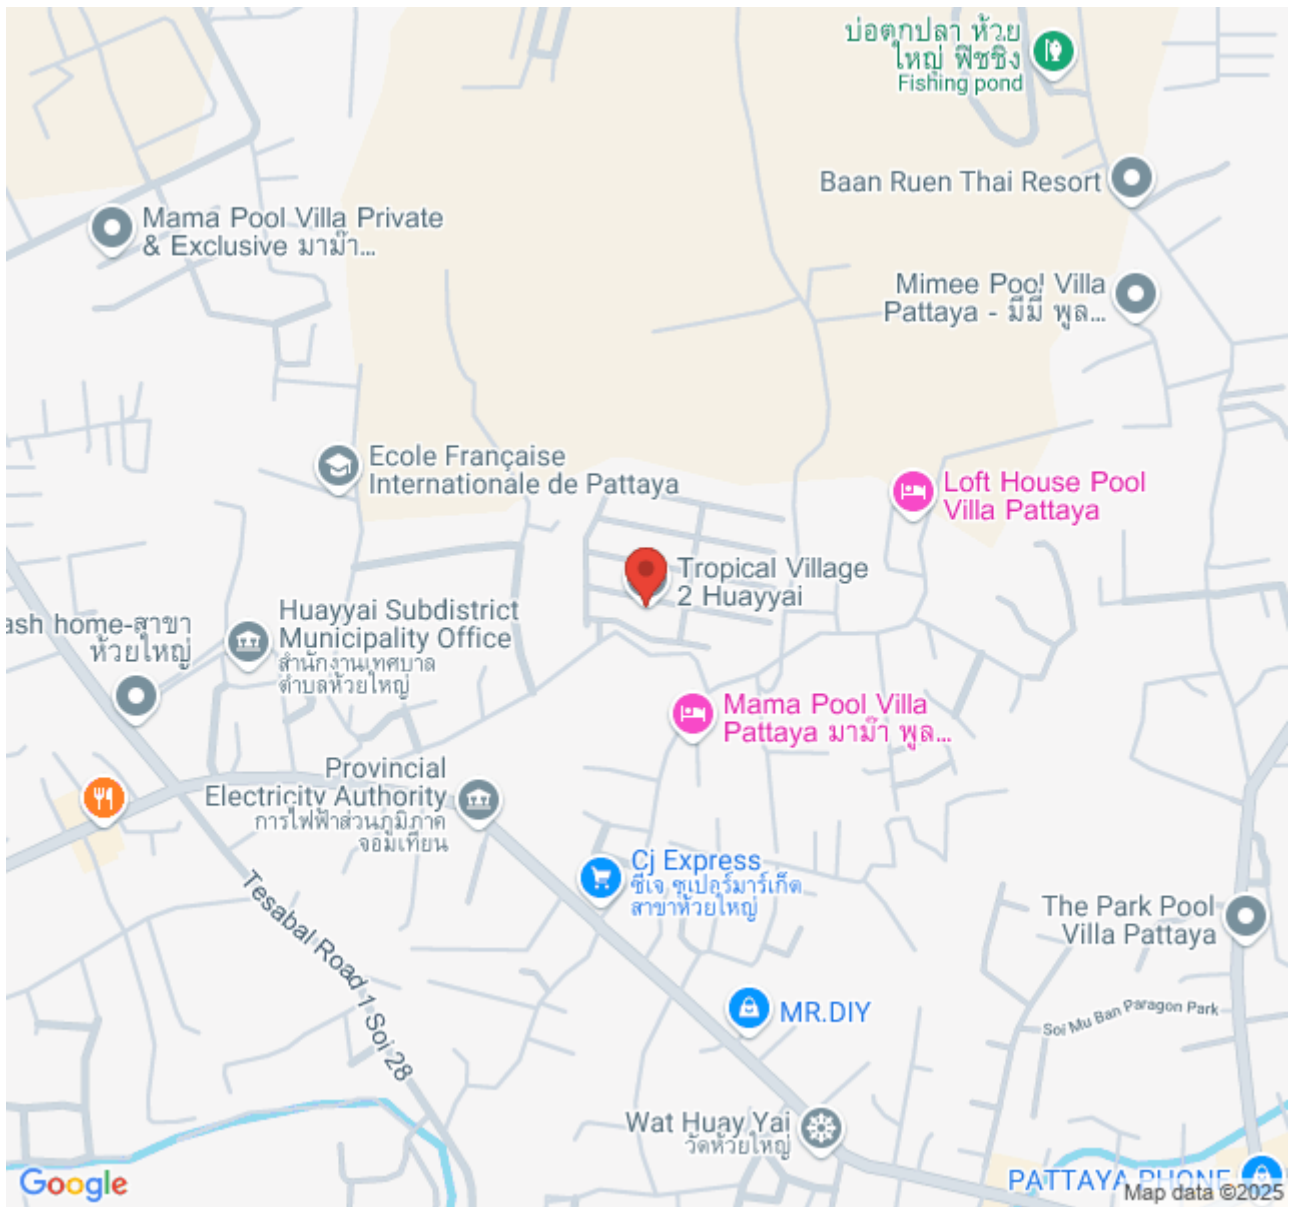 บ่อตกปลา ห้วย
ใหญ่ ฟิชชิ่ง
Fishing pond
Baan Ruen Thai Resort
Mama Pool Villa Private
& Exclusive มาม๊า...
Mimee Pool Villa
Pattaya - มีมี่ พูล...
Ecole Française
Internationale de Pattaya
Loft House Pool
Villa Pattaya
Tropical Village
2 Huayyai
ash home-สาขา
ห้วยใหญ่
Huayyai Subdistrict
Municipality Office
สำนักงานเทศบาล
ตำบลห้วยใหญ่
Mama Pool Villa
Pattaya มาม๊า พูล...
Provincial
Electricity Authority
การไฟฟ้าส่วนภูมิภาค
จอมเทียน
Cj Express
ซีเจ ซูเปอร์มาร์เก็ต
สาขาห้วยใหญ่
Tesabal Road 1 Soi 28
The Park Pool
Villa Pattaya
MR.DIY
Soi Mu Ban Paragon Park
Wat Huay Yai
วัดห้วยใหญ่
PATTAYA PHONE
Google
Map data ©2025